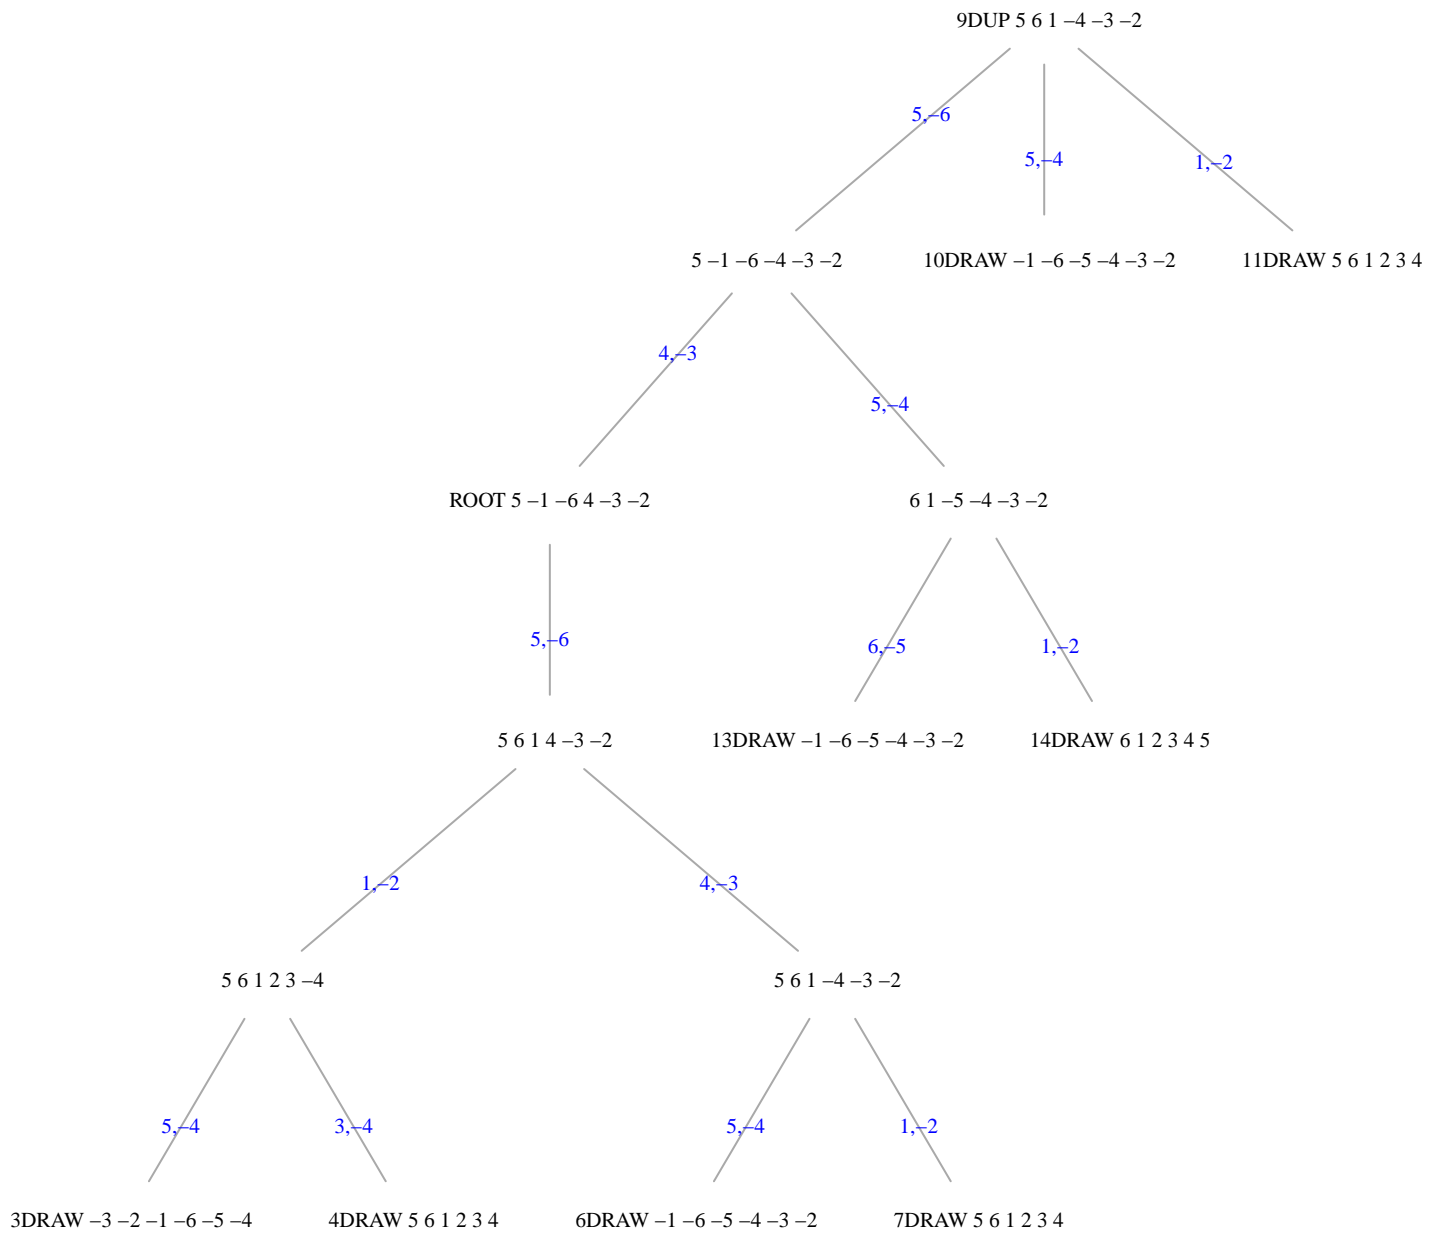 9DUP 5 6 1 –4 –3 –2
5,–6
5,–4
1,–2
5 –1 –6 –4 –3 –2
10DRAW –1 –6 –5 –4 –3 –2
11DRAW 5 6 1 2 3 4
4,–3
5,–4
ROOT 5 –1 –6 4 –3 –2
6 1 –5 –4 –3 –2
5,–6
6,–5
1,–2
5 6 1 4 –3 –2
13DRAW –1 –6 –5 –4 –3 –2
14DRAW 6 1 2 3 4 5
1,–2
4,–3
5 6 1 2 3 –4
5 6 1 –4 –3 –2
5,–4
3,–4
5,–4
1,–2
3DRAW –3 –2 –1 –6 –5 –4
4DRAW 5 6 1 2 3 4
6DRAW –1 –6 –5 –4 –3 –2
7DRAW 5 6 1 2 3 4